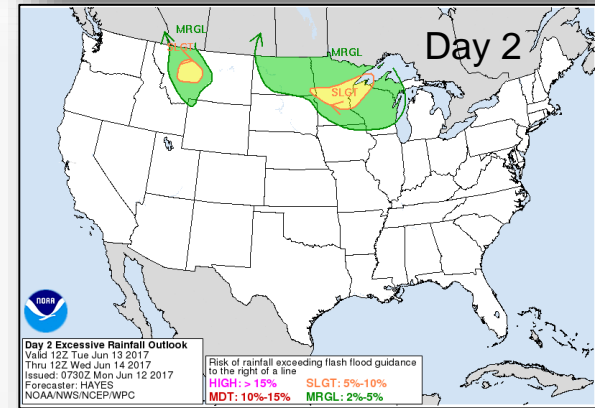 Day 2
MRGL
SLGT
MRGL
SLGT
NOAA
Day 2 Excessive Rainfall Outlook
Valid 12Z Tue Jun 13 2017
Thru 12Z Wed Jun 14 2017
Issued: 0730Z Mon Jun 12 2017
Forecaster: HAYES
NOAA/NWS/NCEP/WPC
Risk of rainfall exceeding flash flood guidance
to the right of a line
HIGH: > 15% SLGT: 5%-10%
MDT: 10%-15% MRGL: 2%-5%